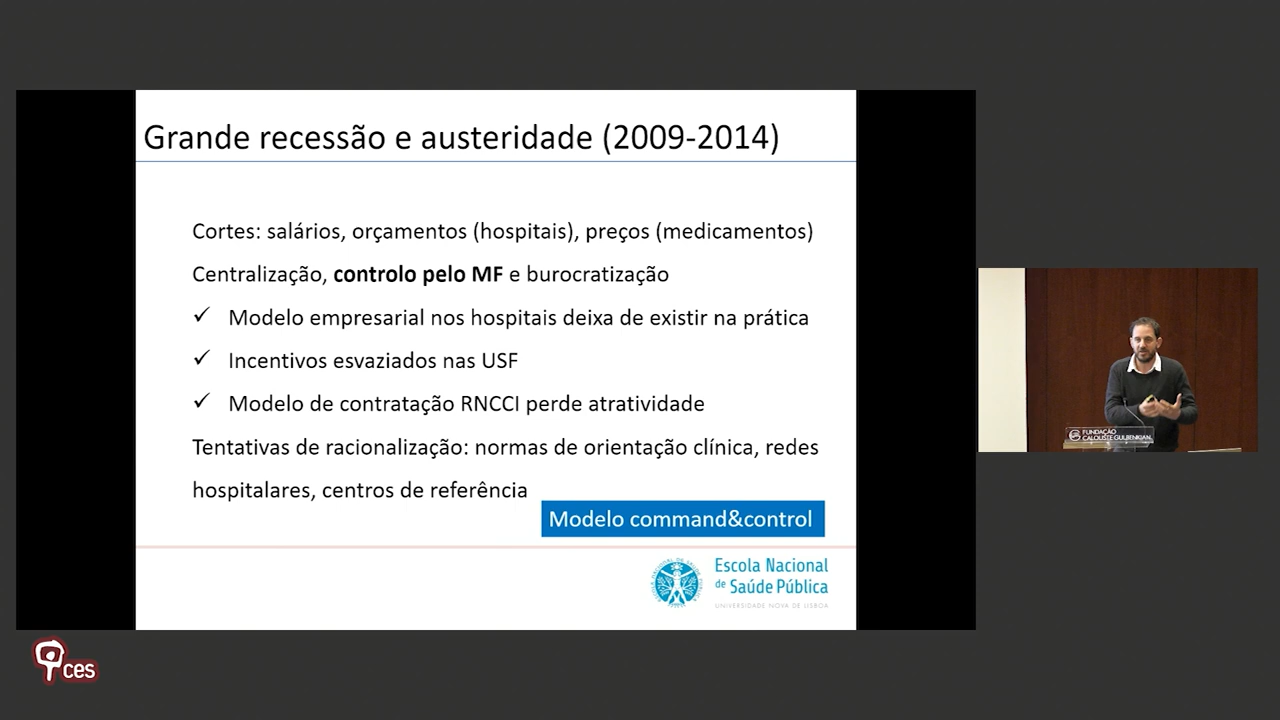 Grande recessão e austeridade (2009-2014)
Cortes: salários, orçamentos (hospitais), preços (medicamentos)
Centralização, controlo pelo MF e burocratização
✓ Modelo empresarial nos hospitais deixa de existir na prática
✓ Incentivos esvaziados nas USF
✓ Modelo de contratação RNCCI perde atratividade
Tentativas de racionalização: normas de orientação clínica, redes
hospitalares, centros de referência
Modelo command&control
Escola Nacional
de Saúde Pública
UNIVERSIDADE NOVA DE LISBOA
FUNDAÇÃO
CALOUSTE GULBENKIAN
ces